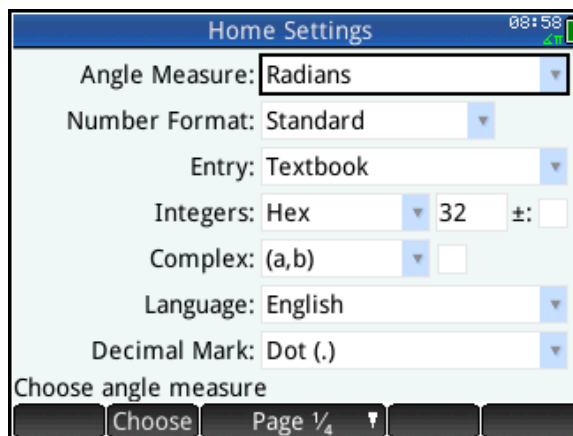 Home Settings 08:58
∠π
Angle Measure: Radians
Number Format: Standard
Entry: Textbook
Integers: Hex 32 ±:
Complex: (a,b)
Language: English
Decimal Mark: Dot (.)
Choose angle measure
Choose Page ¼